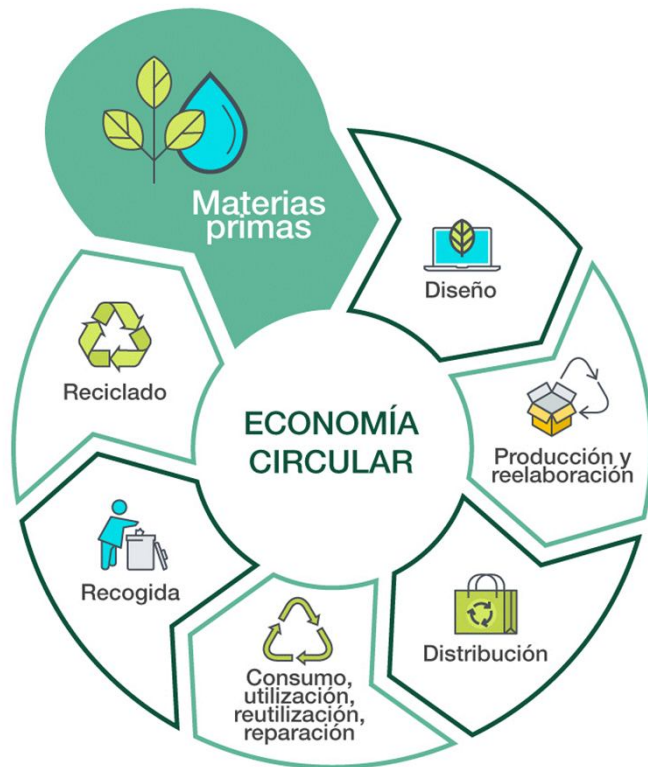 Materias
primas
Diseño
Producción y
reelaboración
Distribución
Consumo,
utilización,
reutilización,
reparación
Recogida
Reciclado
ECONOMÍA
CIRCULAR